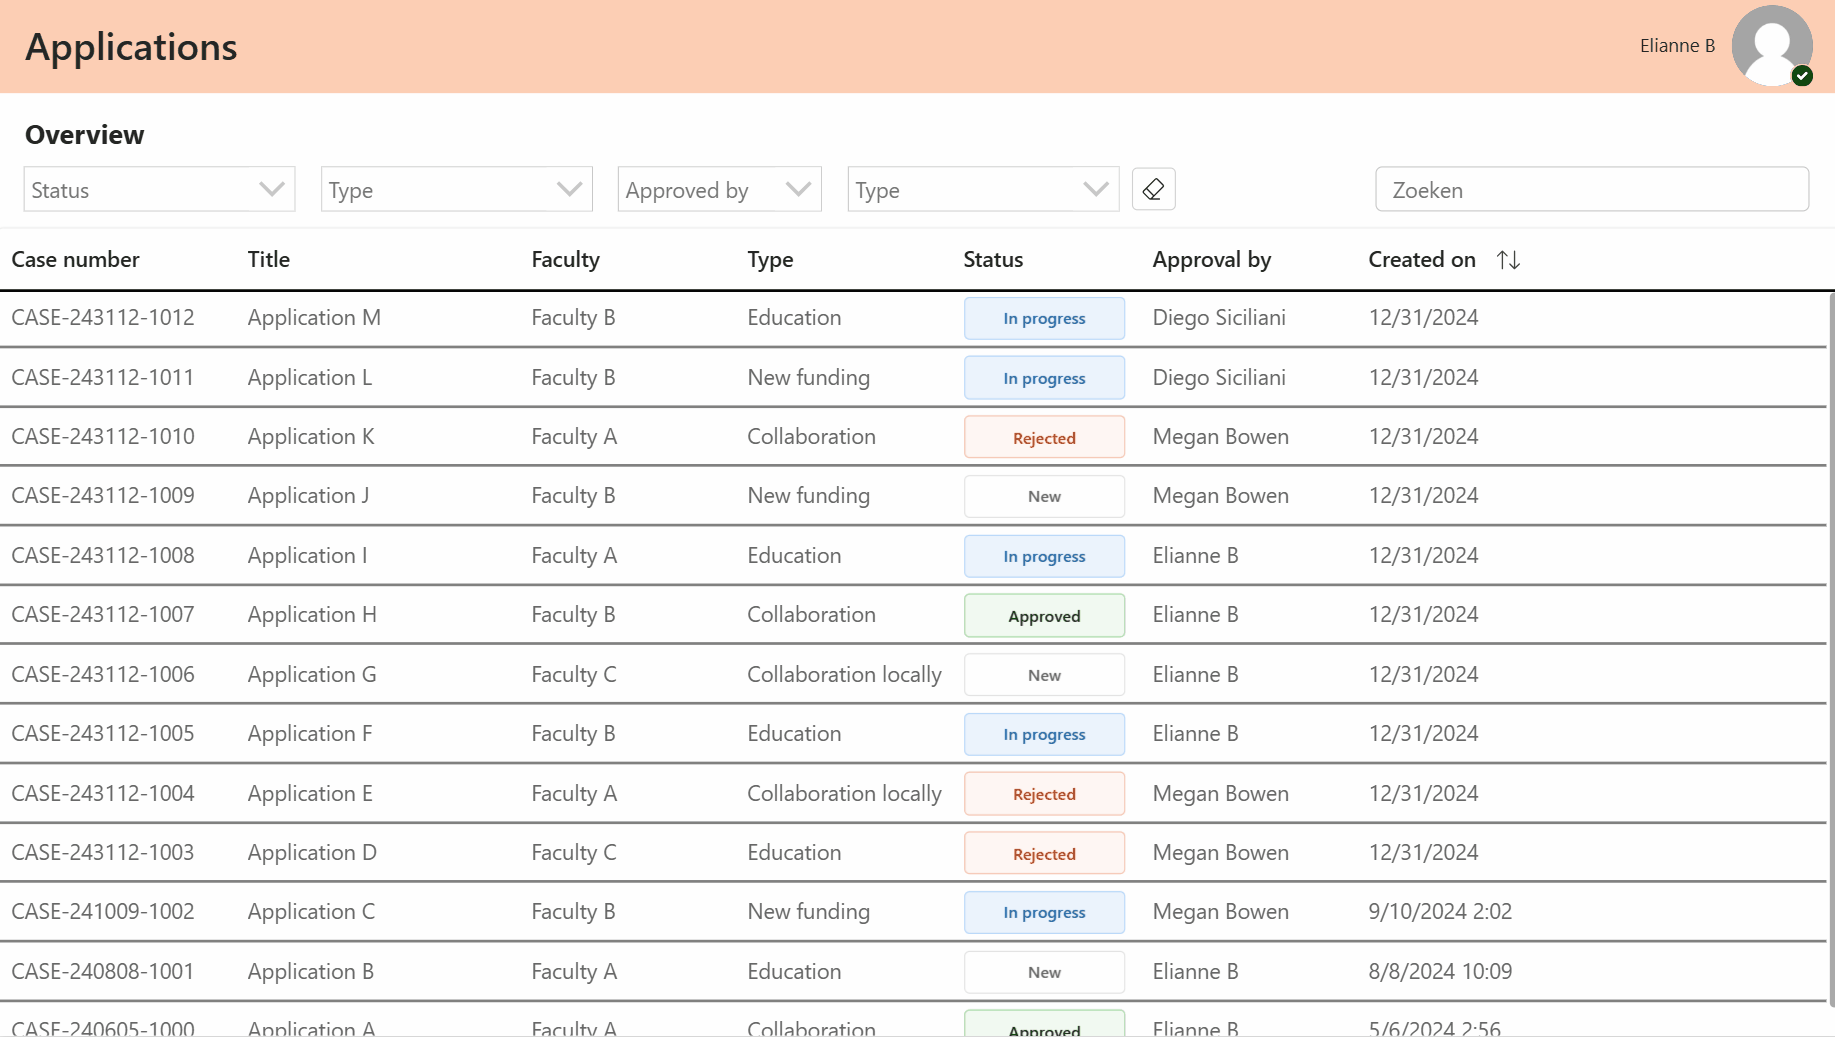 Applications
Elianne B
Overview
Status Type Approved by Type Zoeken
Case number Title Faculty Type Status Approval by Created on
CASE-243112-1012 Application M Faculty B Education In progress Diego Siciliani 12/31/2024
CASE-243112-1011 Application L Faculty B New funding In progress Diego Siciliani 12/31/2024
CASE-243112-1010 Application K Faculty A Collaboration Rejected Megan Bowen 12/31/2024
CASE-243112-1009 Application J Faculty B New funding New Megan Bowen 12/31/2024
CASE-243112-1008 Application I Faculty A Education In progress Elianne B 12/31/2024
CASE-243112-1007 Application H Faculty B Collaboration Approved Elianne B 12/31/2024
CASE-243112-1006 Application G Faculty C Collaboration locally New Elianne B 12/31/2024
CASE-243112-1005 Application F Faculty B Education In progress Elianne B 12/31/2024
CASE-243112-1004 Application E Faculty A Collaboration locally Rejected Megan Bowen 12/31/2024
CASE-243112-1003 Application D Faculty C Education Rejected Megan Bowen 12/31/2024
CASE-241009-1002 Application C Faculty B New funding In progress Megan Bowen 9/10/2024 2:02
CASE-240808-1001 Application B Faculty A Education New Elianne B 8/8/2024 10:09
CASE-240605-1000 Application A Faculty A Collaboration Approved Elianne B 5/6/2024 2:56